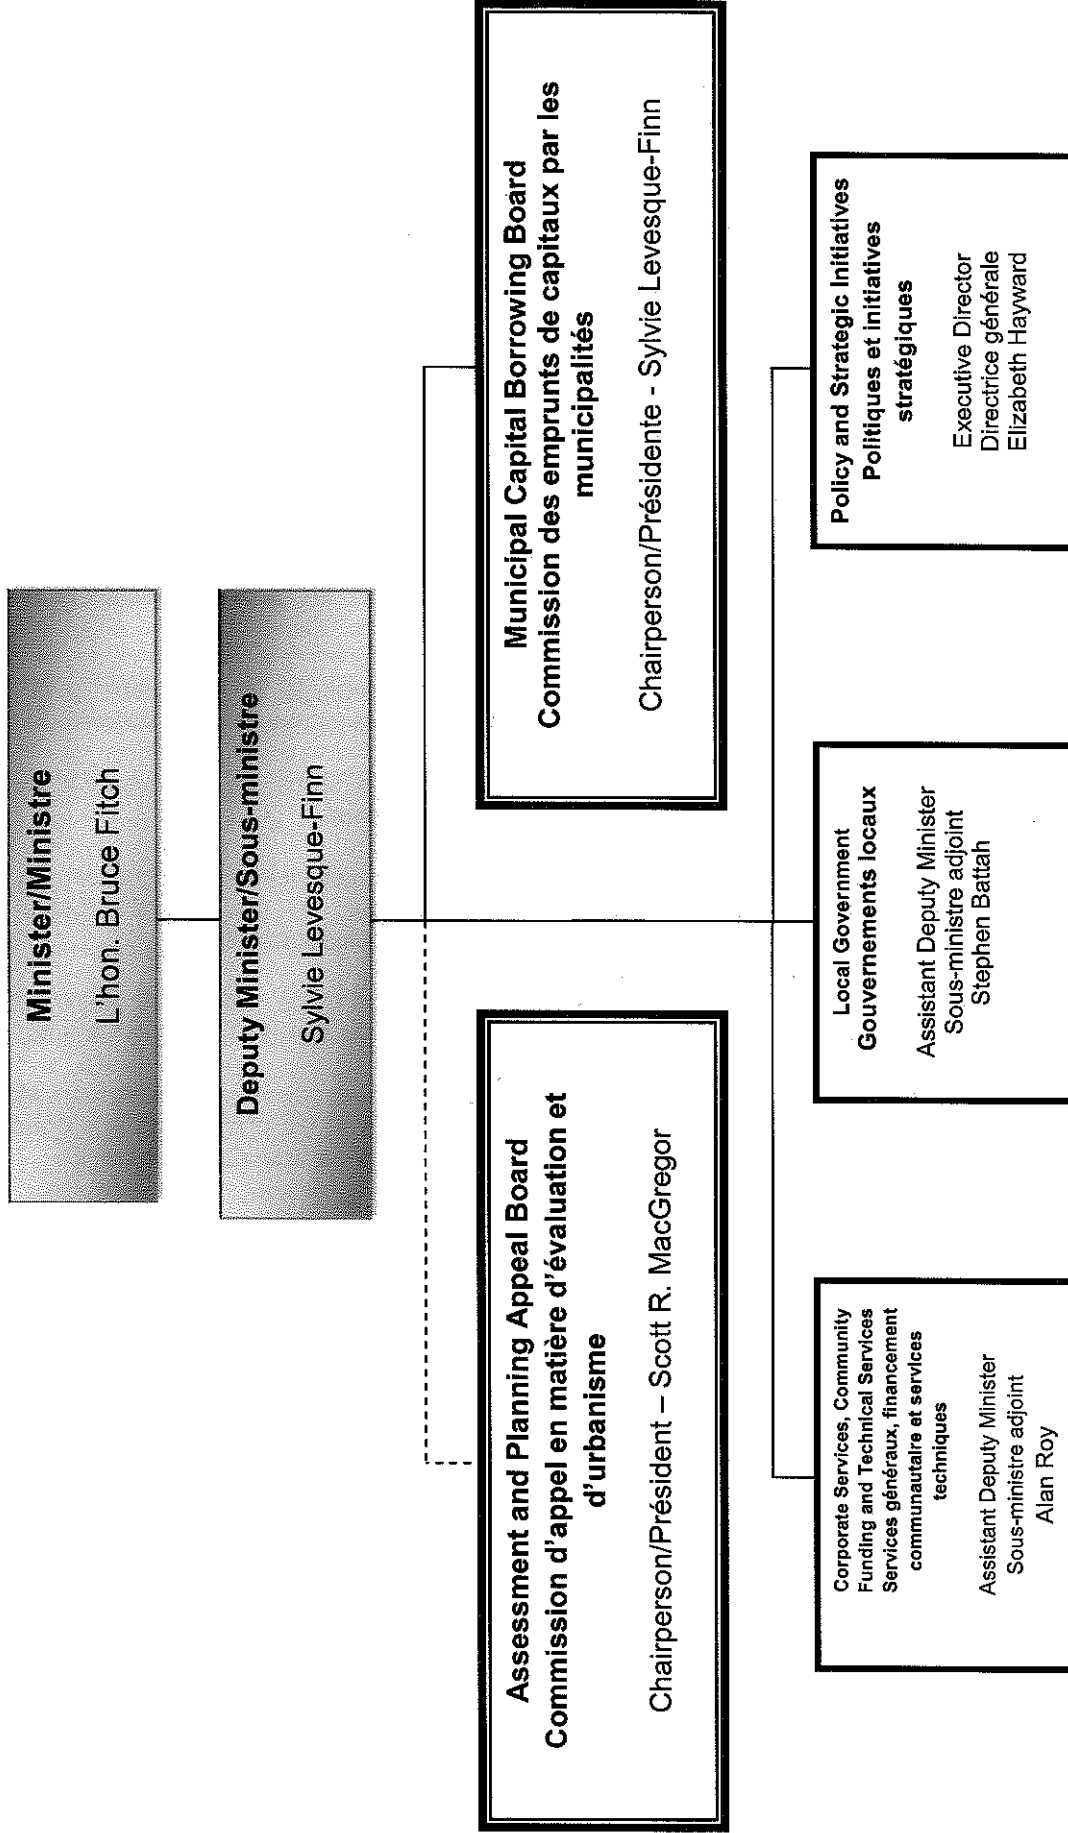 Minister/Ministre
L'hon. Bruce Fitch
Deputy Minister/Sous-ministre
Sylvie Levesque-Finn
Assessment and Planning Appeal Board
Commission d'appel en matière d'évaluation et
d'urbanisme
Chairperson/Président – Scott R. MacGregor
Municipal Capital Borrowing Board
Commission des emprunts de capitaux par les
municipalités
Chairperson/Présidente - Sylvie Levesque-Finn
Corporate Services, Community
Funding and Technical Services
Services généraux, financement
communautaire et services
techniques
Assistant Deputy Minister
Sous-ministre adjoint
Alan Roy
Local Government
Gouvernements locaux
Assistant Deputy Minister
Sous-ministre adjoint
Stephen Battah
Policy and Strategic Initiatives
Politiques et initiatives
stratégiques
Executive Director
Directrice générale
Elizabeth Hayward